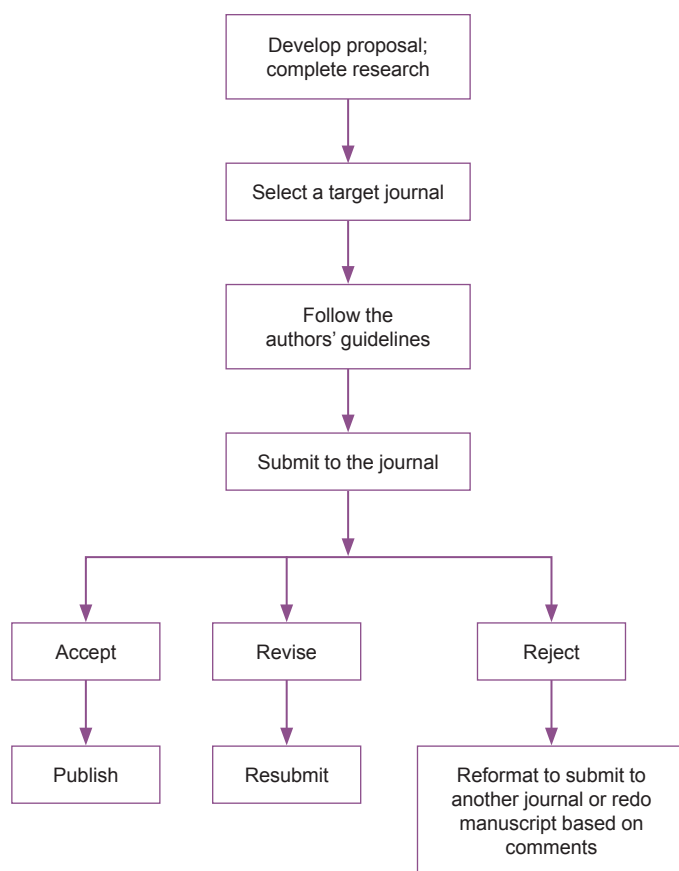 Develop proposal;
complete research
Select a target journal
Follow the
authors’ guidelines
Submit to the journal
Accept
Revise
Reject
Publish
Resubmit
Reformat to submit to
another journal or redo
manuscript based on
comments